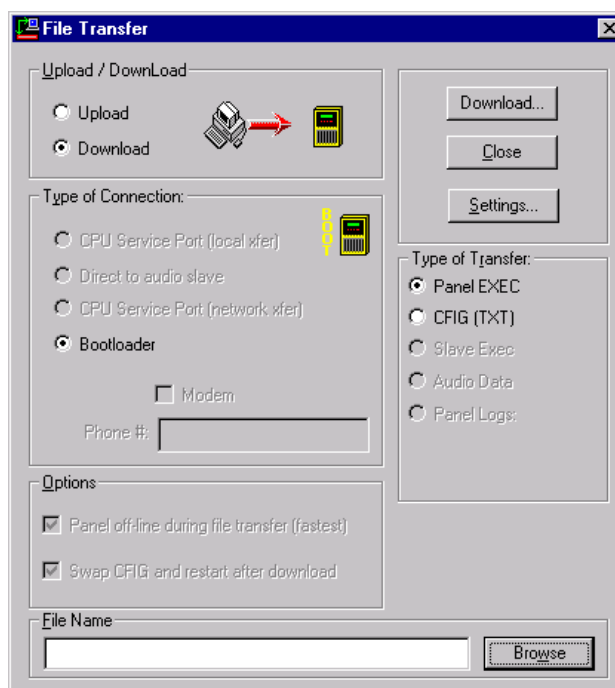 File Transfer
Upload / DownLoad
Upload
Download
Download...
Close
Settings...
Type of Connection:
BOOT
CPU Service Port (local xfer)
Direct to audio slave
CPU Service Port (network xfer)
Bootloader
Modem
Phone #:
Type of Transfer:
Panel EXEC
CFIG (TXT)
Slave Exec
Audio Data
Panel Logs:
Options
Panel off-line during file transfer (fastest)
Swap CFIG and restart after download
File Name
Browse